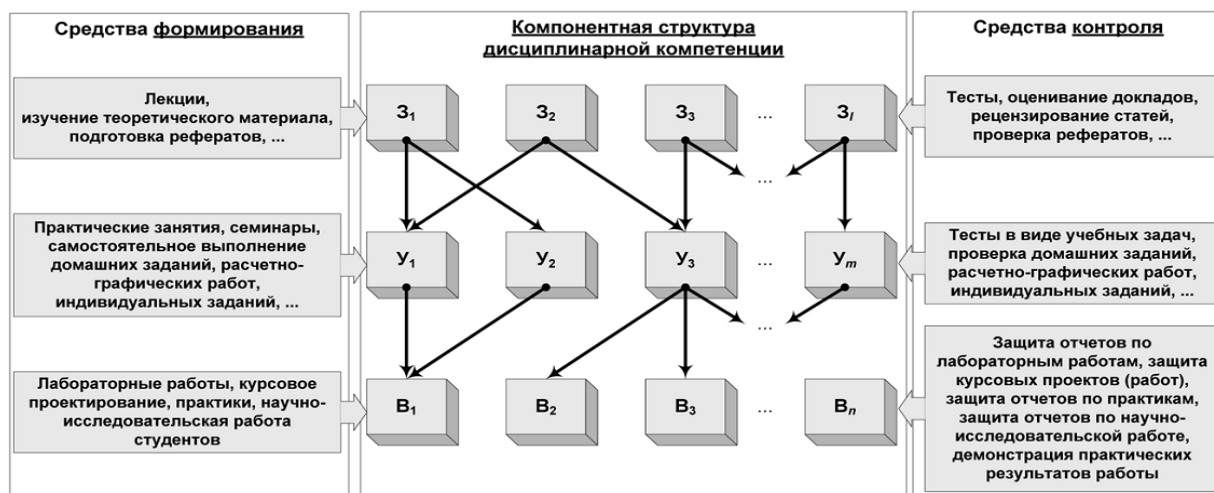 Средства формирования
Лекции,
изучение теоретического материала,
подготовка рефератов, ...
Практические занятия, семинары,
самостоятельное выполнение
домашних заданий, расчетно-
графических работ,
индивидуальных заданий, ...
Лабораторные работы, курсовое
проектирование, практики, научно-
исследовательская работа
студентов
Компонентная структура
дисциплинарной компетенции
З1 З2 З3 ... Зl
...
У1 У2 У3 ... Уm
...
В1 В2 В3 ... Вn
Средства контроля
Тесты, оценивание докладов,
рецензирование статей,
проверка рефератов, ...
Тесты в виде учебных задач,
проверка домашних заданий,
расчетно-графических работ,
индивидуальных заданий, ...
Защита отчетов по
лабораторным работам, защита
курсовых проектов (работ),
защита отчетов по практикам,
защита отчетов по научно-
исследовательской работе,
демонстрация практических
результатов работы